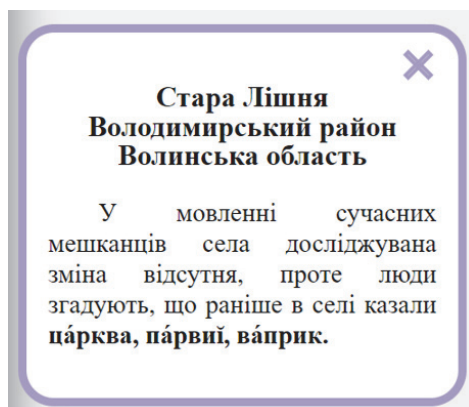 Стара Лішня
Володимирський район
Волинська область
У мовленні сучасних
мешканців села досліджувана
зміна відсутня, проте люди
згадують, що раніше в селі казали
ца́рква, па́рвиĭ, ва́прик.